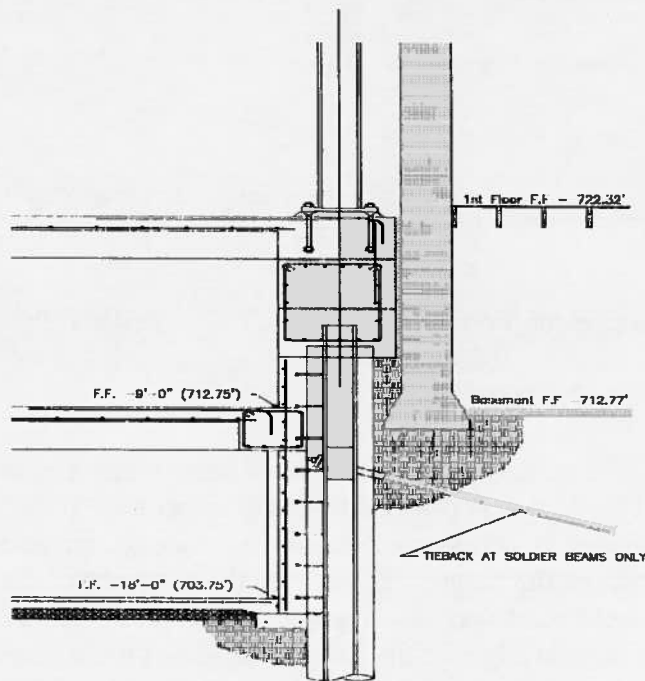 1st Floor F.F - 722.32'
F.F. -9'-0" (712.75')
Basement F.F -712.77'
TIEBACK AT SOLDIER BEAMS ONLY
F.F. -18'-0" (703.75')